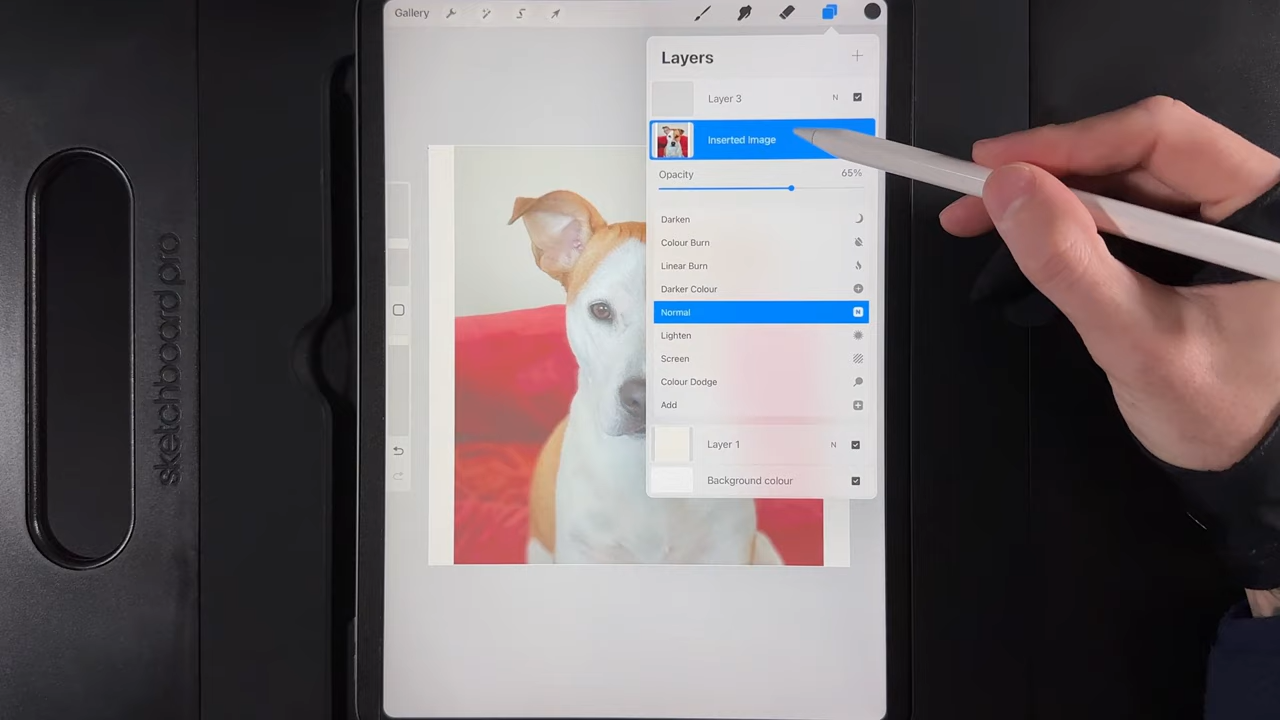 Gallery
Layers
Layer 3 N
Inserted Image
Opacity 65%
Darken
Colour Burn
Linear Burn
Darker Colour
Normal N
Lighten
Screen
Colour Dodge
Add
Layer 1 N
Background colour
sketchboard pro